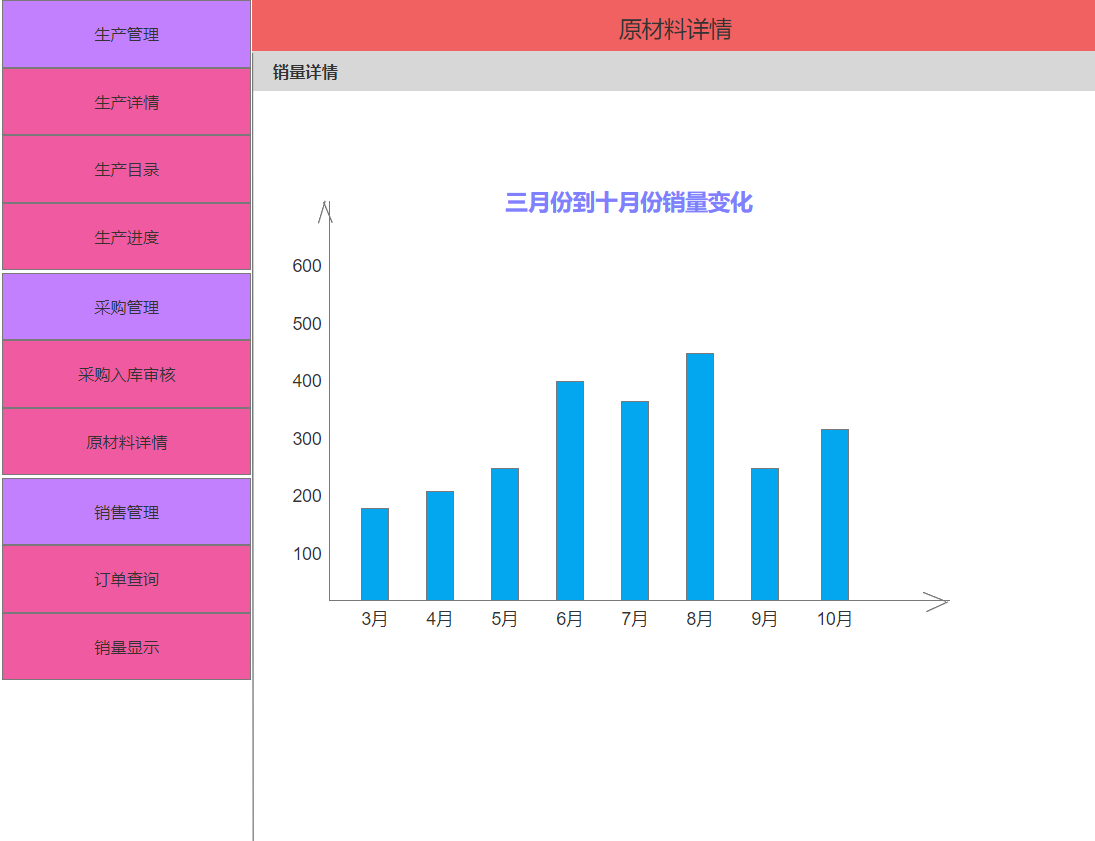 生产管理
生产详情
生产目录
生产进度
采购管理
采购入库审核
原材料详情
销售管理
订单查询
销量显示
原材料详情
销量详情
三月份到十月份销量变化
600
500
400
300
200
100
3月 4月 5月 6月 7月 8月 9月 10月